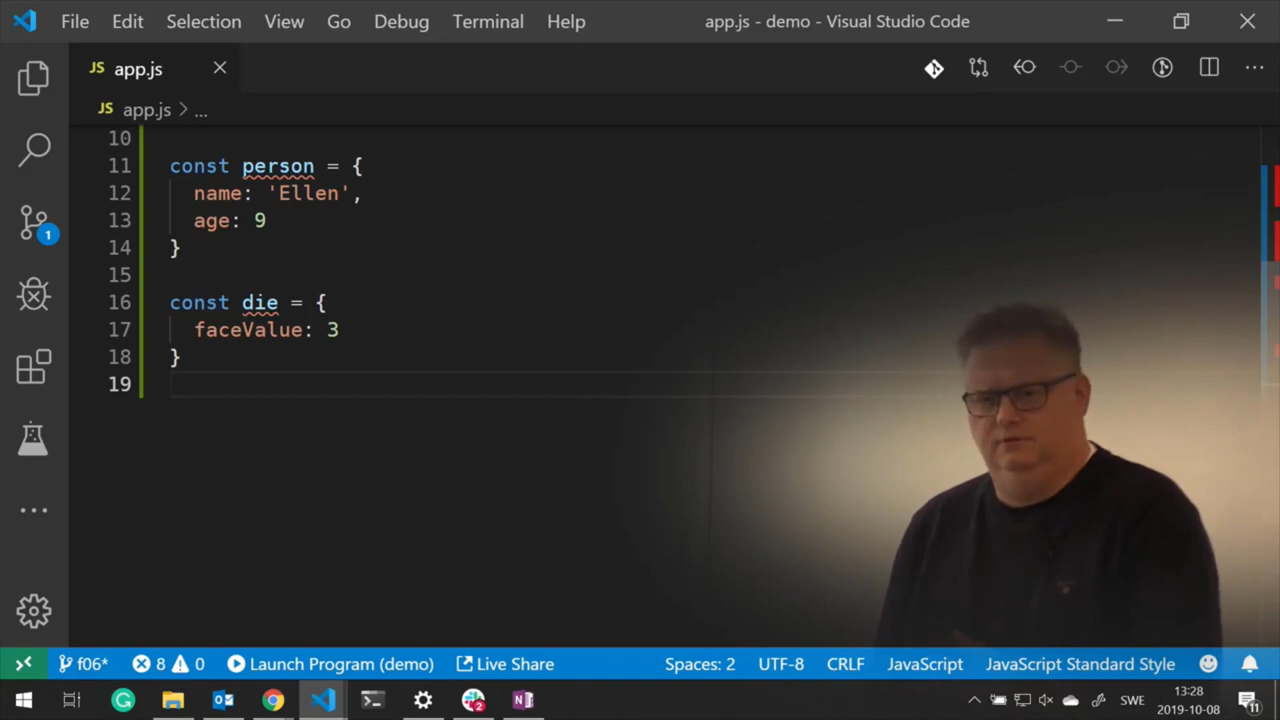 File Edit Selection View Go Debug Terminal Help app.js - demo - Visual Studio Code
JS app.js
JS app.js > ...
10
11 const person = {
12 name: 'Ellen',
13 age: 9
14 }
15
16 const die = {
17 faceValue: 3
18 }
19
1
f06* 8 0 Launch Program (demo) Live Share Spaces: 2 UTF-8 CRLF JavaScript JavaScript Standard Style
2 SWE 13:28 11
2019-10-08